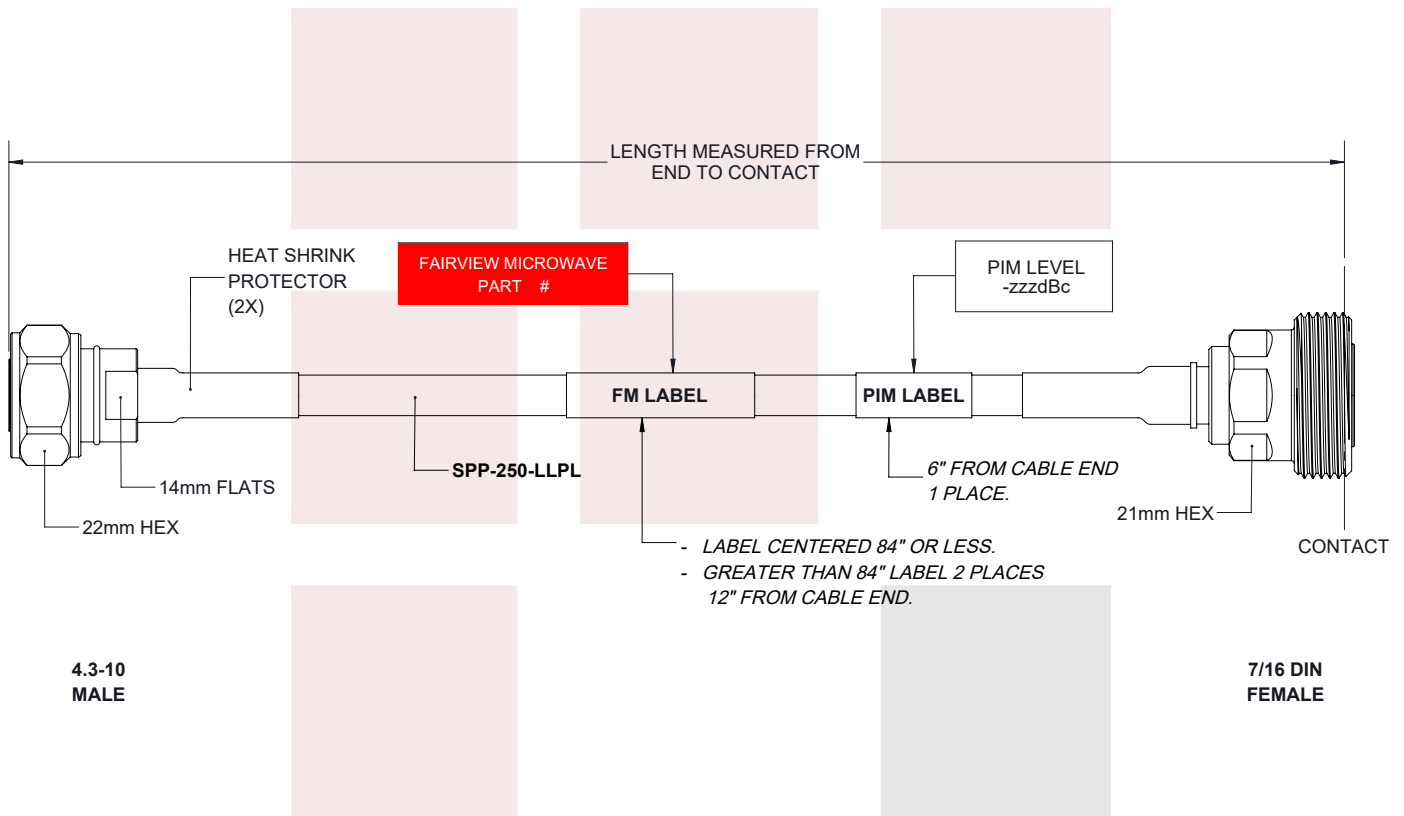 LENGTH MEASURED FROM
END TO CONTACT
HEAT SHRINK
PROTECTOR
(2X)
FAIRVIEW MICROWAVE
PART #
PIM LEVEL
-zzzdBc
FM LABEL
PIM LABEL
SPP-250-LLPL
14mm FLATS
22mm HEX
6" FROM CABLE END
1 PLACE.
21mm HEX
CONTACT
- LABEL CENTERED 84" OR LESS.
- GREATER THAN 84" LABEL 2 PLACES
12" FROM CABLE END.
4.3-10
MALE
7/16 DIN
FEMALE